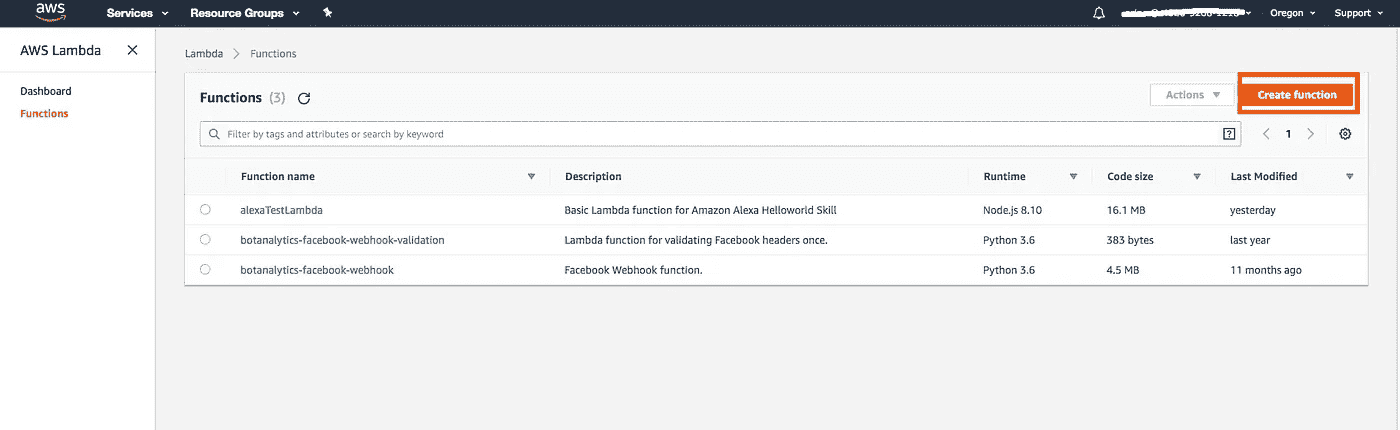 aws Services Resource Groups Oregon Support
AWS Lambda
Lambda > Functions
Dashboard
Functions
Functions (3)
Actions Create function
Filter by tags and attributes or search by keyword
? < 1 >
Function name Description Runtime Code size Last Modified
alexaTestLambda Basic Lambda function for Amazon Alexa Helloworld Skill Node.js 8.10 16.1 MB yesterday
botanalytics-facebook-webhook-validation Lambda function for validating Facebook headers once. Python 3.6 383 bytes last year
botanalytics-facebook-webhook Facebook Webhook function. Python 3.6 4.5 MB 11 months ago